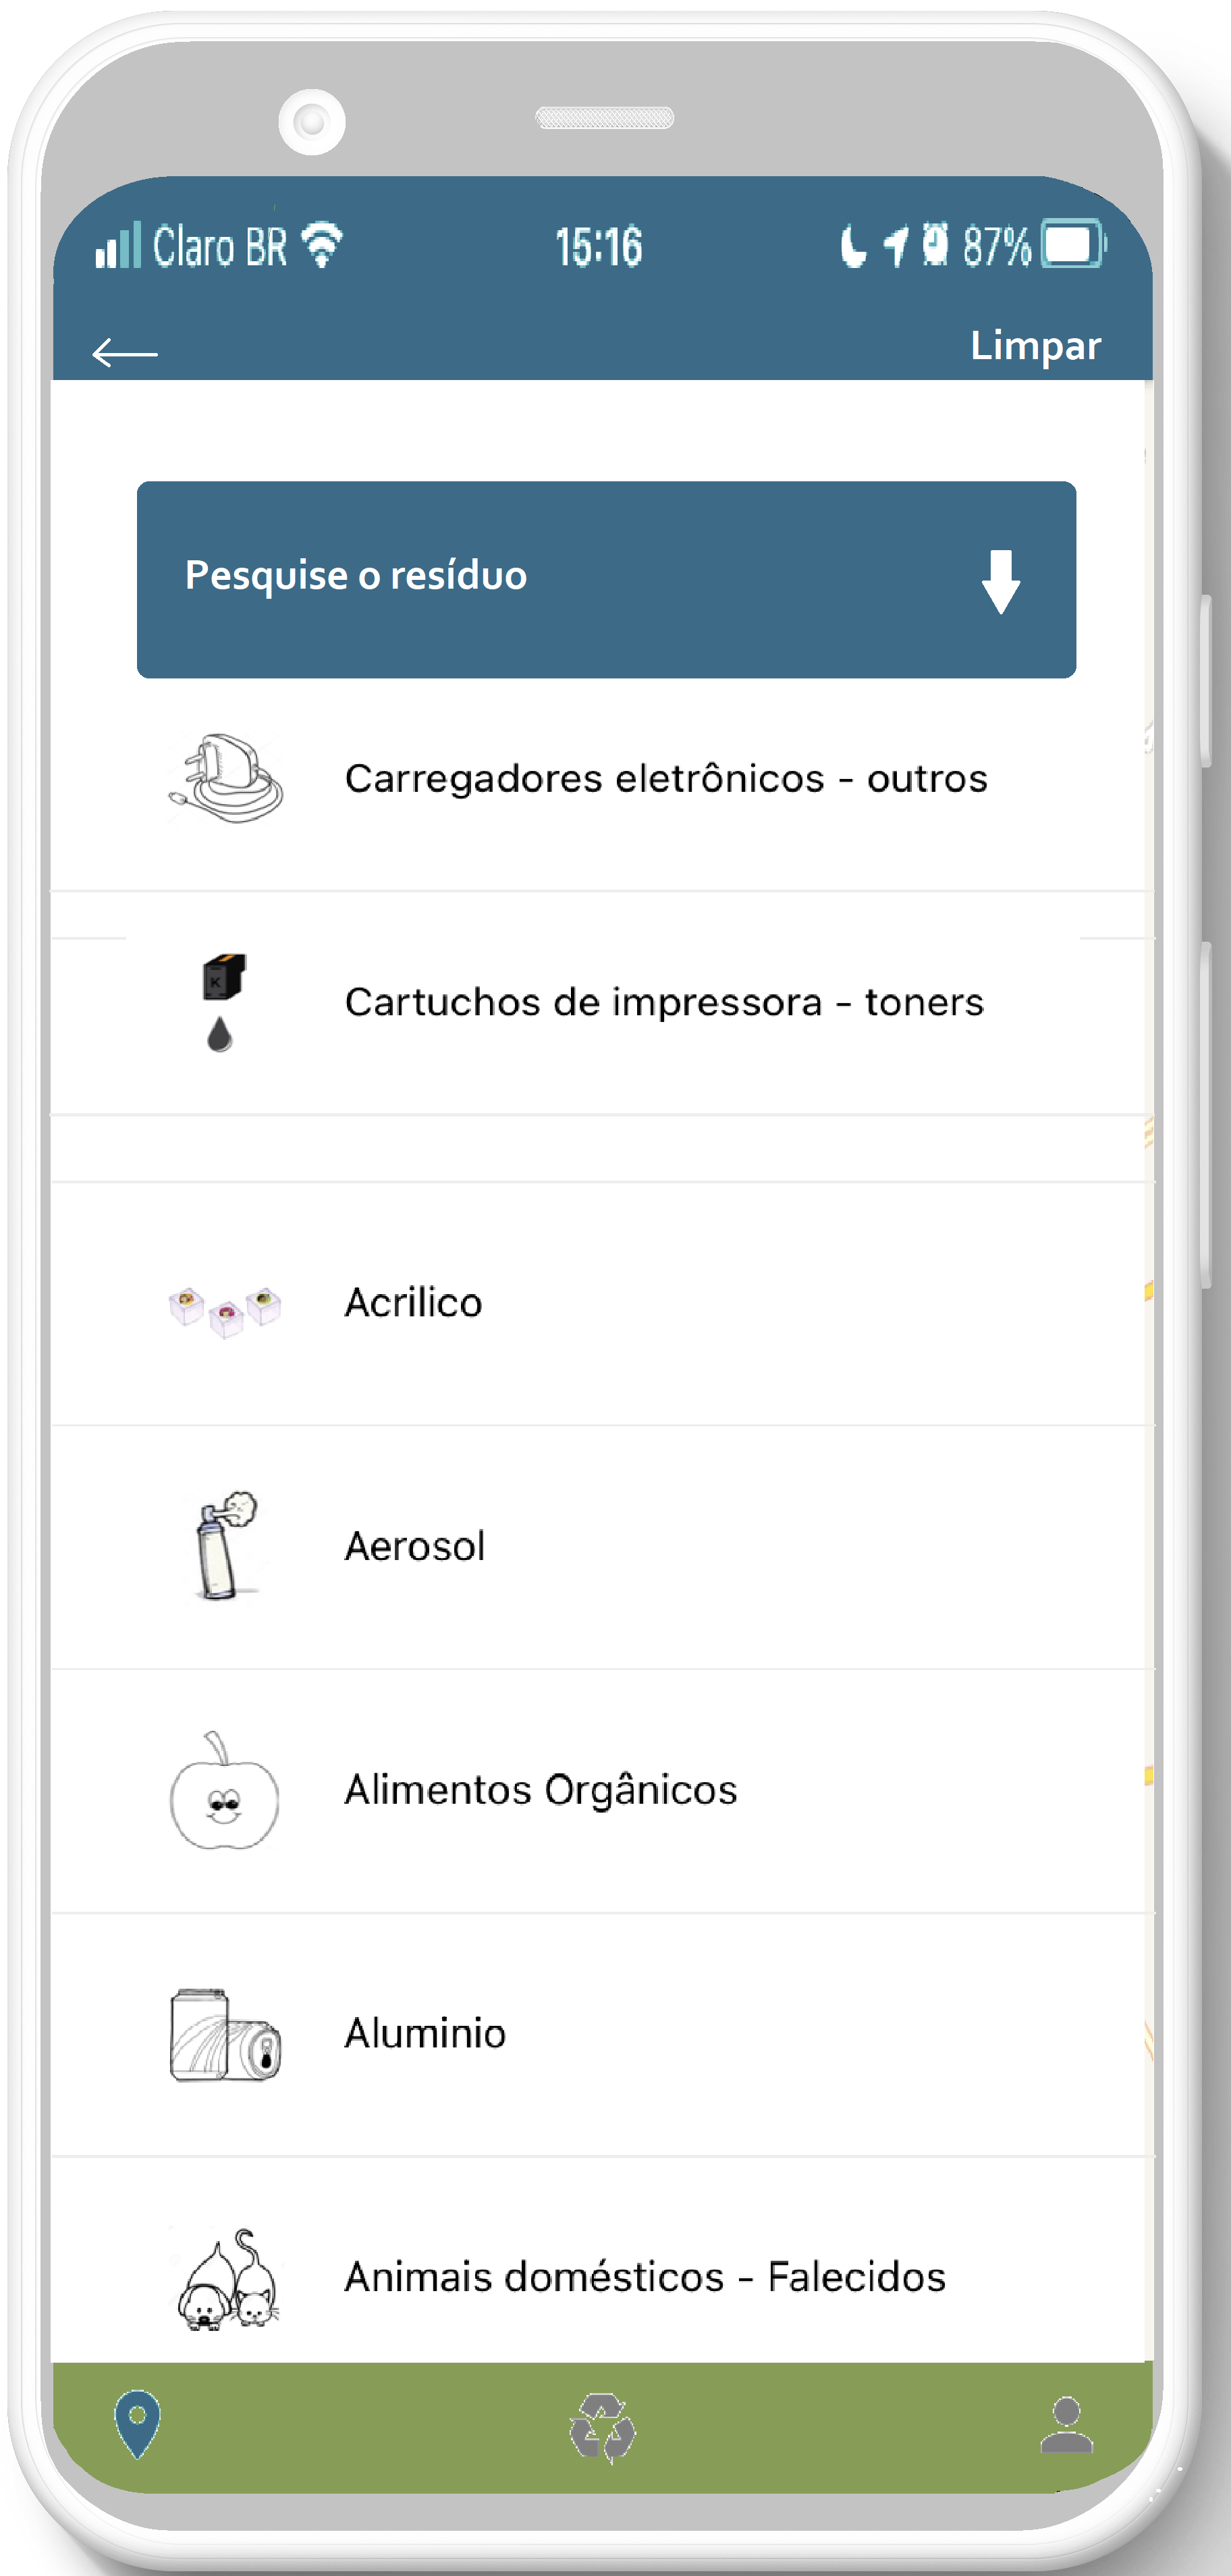 Claro BR 15:16 87%
Limpar
Pesquise o resíduo
Carregadores eletrônicos - outros
K
Cartuchos de impressora - toners
Acrilico
Aerosol
Alimentos Orgânicos
Aluminio
Animais domésticos - Falecidos